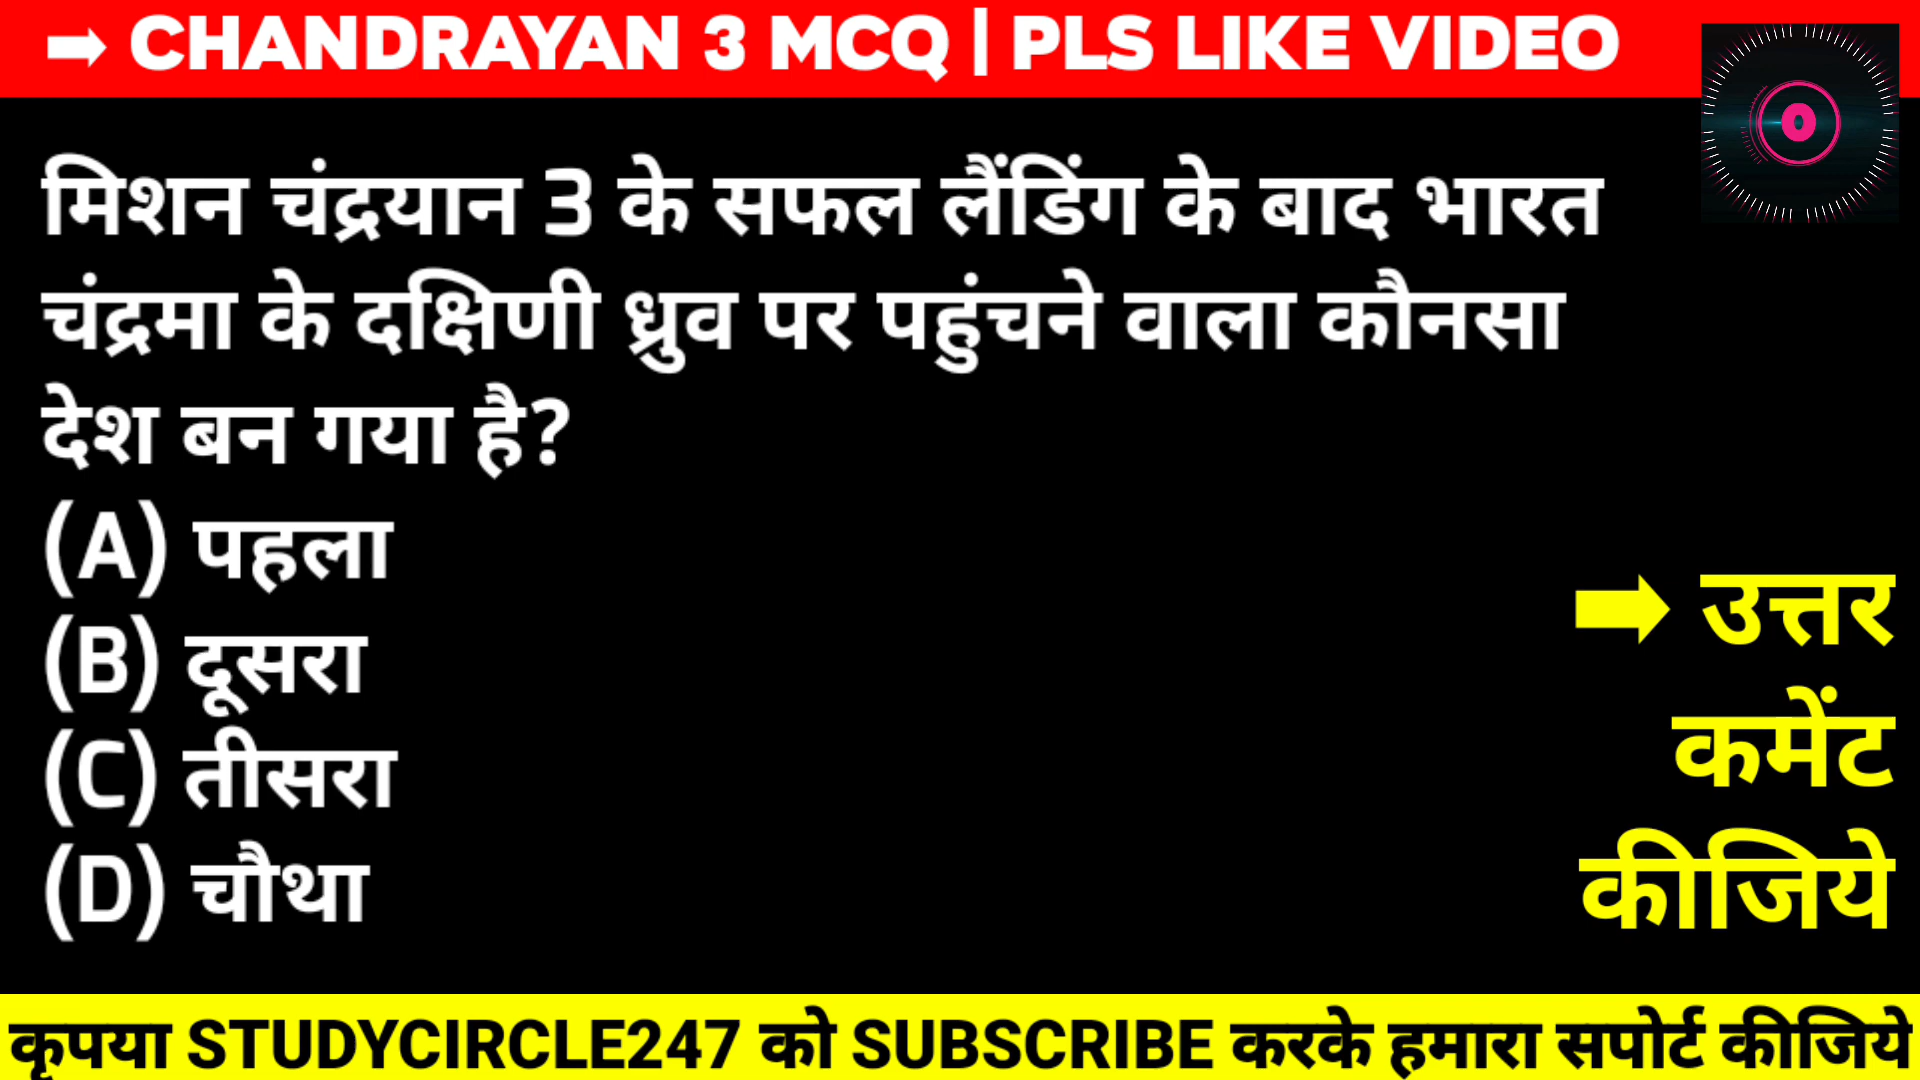 ➡ CHANDRAYAN 3 MCQ | PLS LIKE VIDEO
0
मिशन चंद्रयान 3 के सफल लैंडिंग के बाद भारत
चंद्रमा के दक्षिणी ध्रुव पर पहुंचने वाला कौनसा
देश बन गया है?
(A) पहला
(B) दूसरा
(C) तीसरा
(D) चौथा
➡ उत्तर
कमेंट
कीजिये
कृपया STUDYCIRCLE247 को SUBSCRIBE करके हमारा सपोर्ट कीजिये